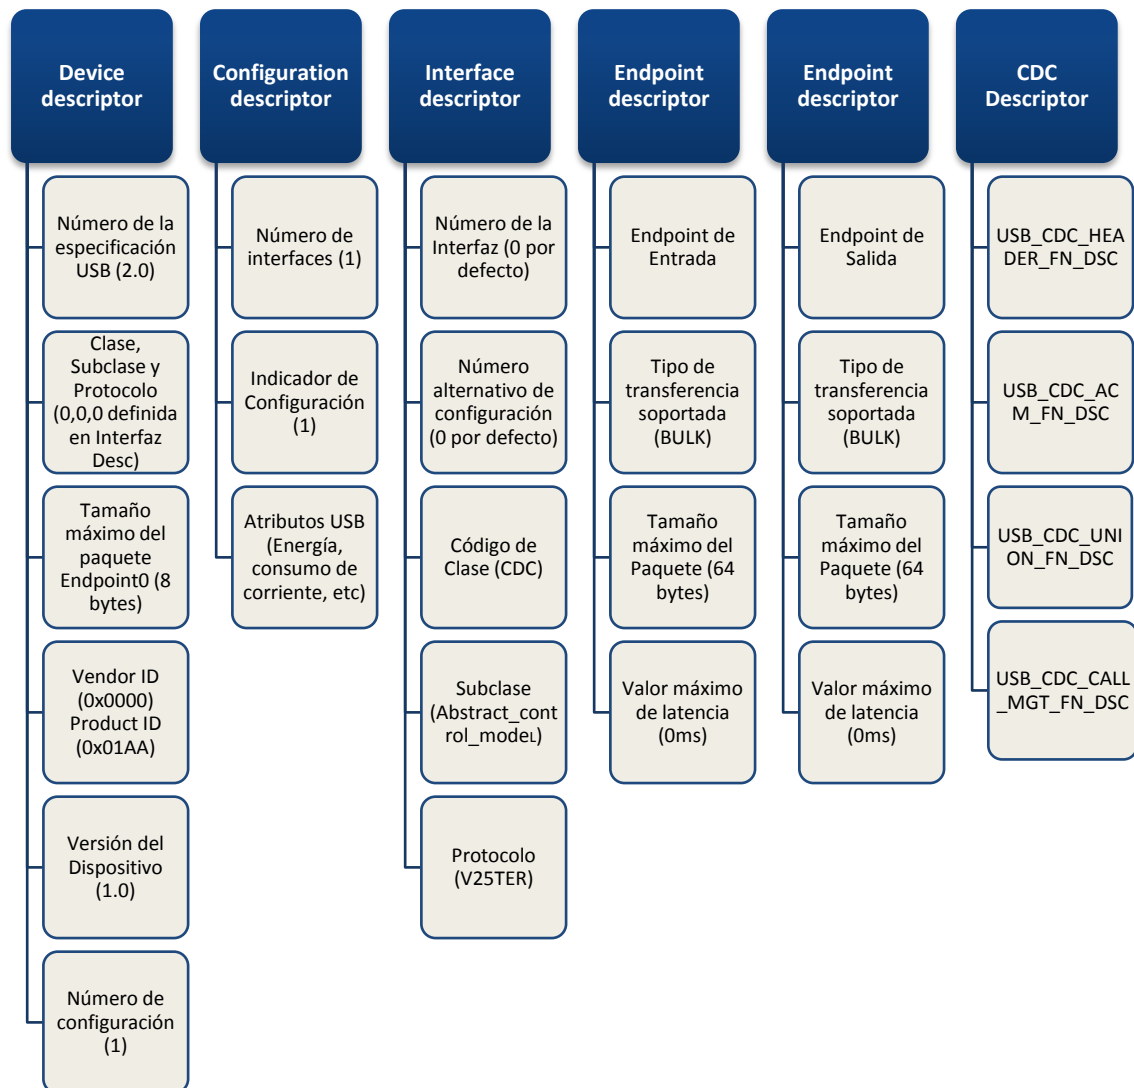 Device
descriptor
Número de la
especificación
USB (2.0)
Clase,
Subclase y
Protocolo
(0,0,0 definida
en Interfaz
Desc)
Tamaño
máximo del
paquete
Endpoint0 (8
bytes)
Vendor ID
(0x0000)
Product ID
(0x01AA)
Versión del
Dispositivo
(1.0)
Número de
configuración
(1)
Configuration
descriptor
Número de
interfaces (1)
Indicador de
Configuración
(1)
Atributos USB
(Energía,
consumo de
corriente, etc)
Interface
descriptor
Número de la
Interfaz (0 por
defecto)
Número
alternativo de
configuración
(0 por defecto)
Código de
Clase (CDC)
Subclase
(Abstract_cont
rol_modeL)
Protocolo
(V25TER)
Endpoint
descriptor
Endpoint de
Entrada
Tipo de
transferencia
soportada
(BULK)
Tamaño
máximo del
Paquete (64
bytes)
Valor máximo
de latencia
(0ms)
Endpoint
descriptor
Endpoint de
Salida
Tipo de
transferencia
soportada
(BULK)
Tamaño
máximo del
Paquete (64
bytes)
Valor máximo
de latencia
(0ms)
CDC
Descriptor
USB_CDC_HEA
DER_FN_DSC
USB_CDC_AC
M_FN_DSC
USB_CDC_UNI
ON_FN_DSC
USB_CDC_CALL
_MGT_FN_DSC